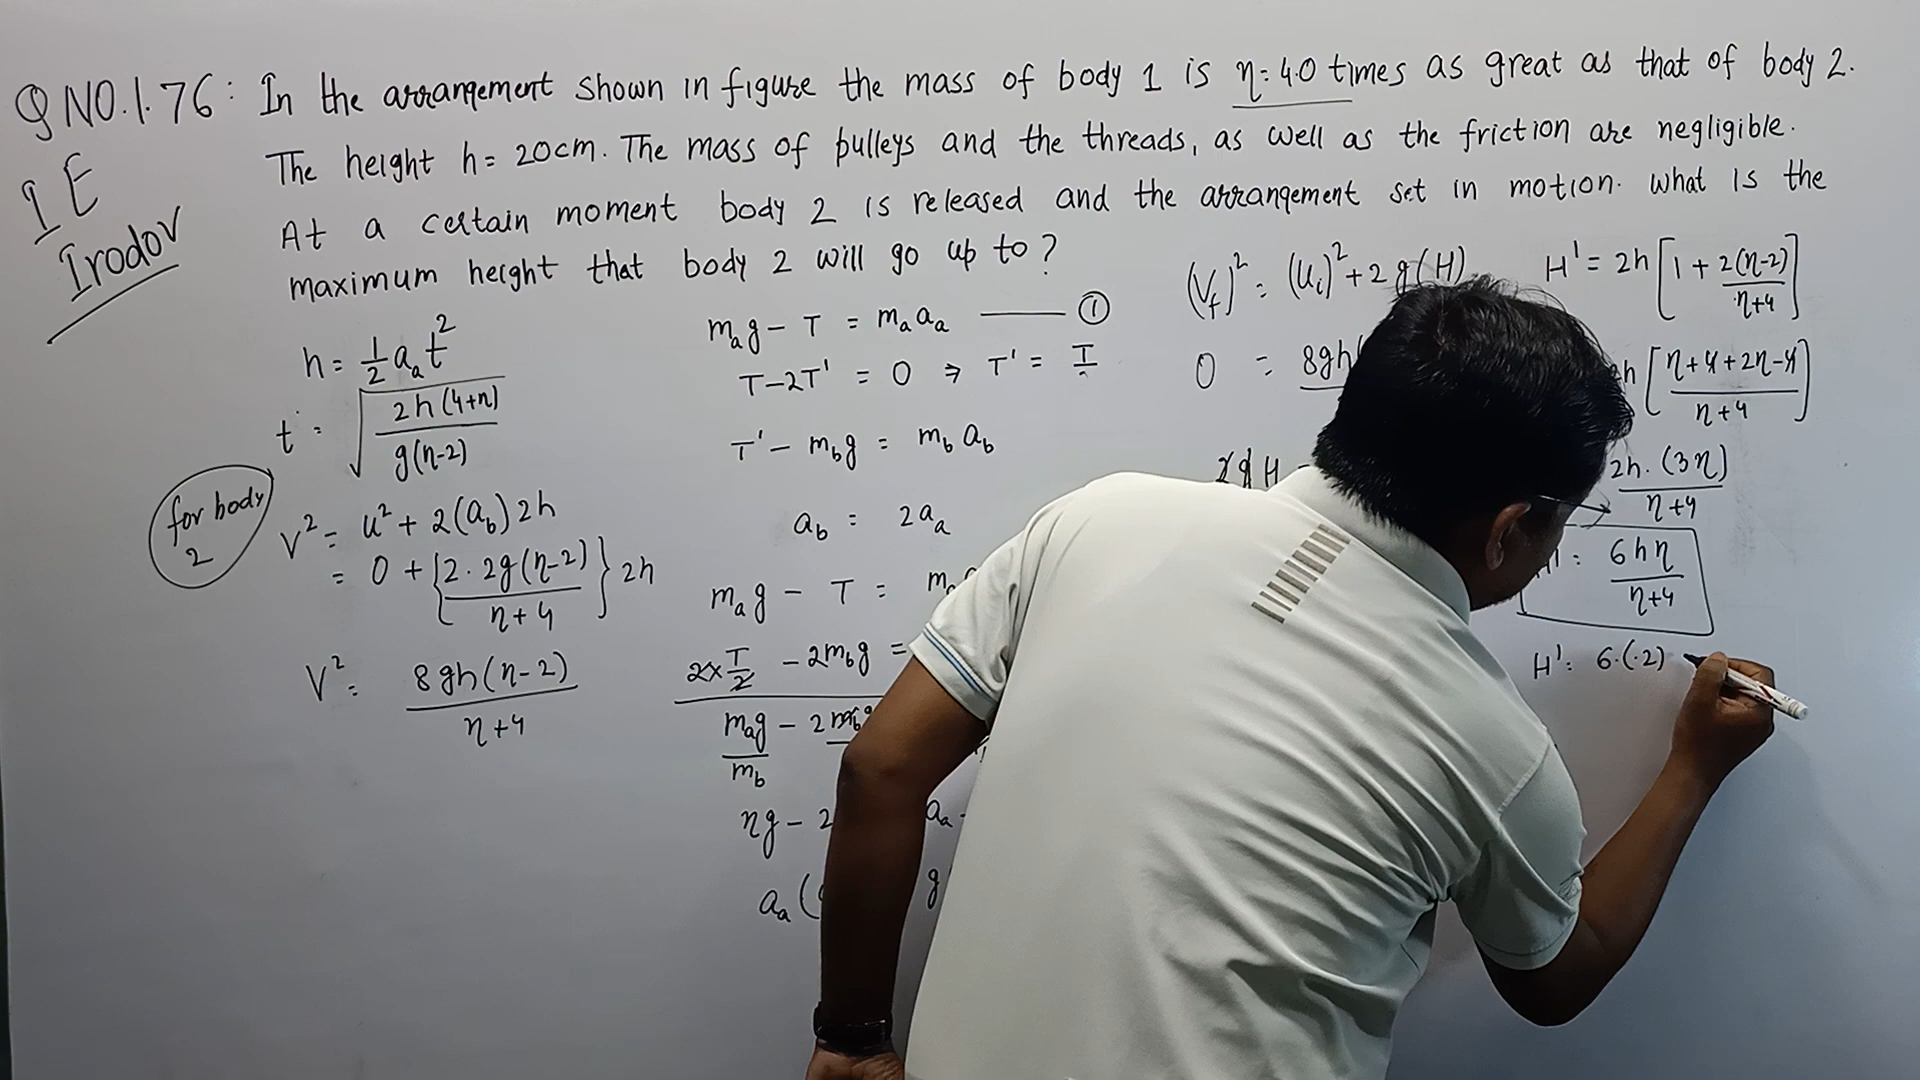 Q NO.1.76: In the arrangement shown in figure the mass of body 1 is η = 4.0 times as great as that of body 2.
The height h = 20cm. The mass of pulleys and the threads, as well as the friction are negligible.
At a certain moment body 2 is released and the arrangement set in motion. What is the
maximum height that body 2 will go up to?
I E
Irodov
h = 1/2 a_a t²
t = √(2h(4+η) / g(η-2))
for body 2
V² = u² + 2(a_b)2h
= 0 + {2·2g(η-2) / η+4} 2h
V² = 8gh(η-2) / η+4
m_a g - T = m_a a_a —— ①
T - 2T' = 0 ⇒ T' = T
T' - m_b g = m_b a_b
a_b = 2a_a
m_a g - T =
2×T/2 - 2m_b g =
m_a g / m_b - 2m_b g
ηg - 2
a_a -
a_a (
g
(V_f)² = (u_i)² + 2g(H)
0 = 8gh
2gH
H' = 2h [1 + 2(η-2) / η+4]
h [η+4+2η-4 / η+4]
2h·(3η) / η+4
6hη / η+4
H' = 6·(·2)